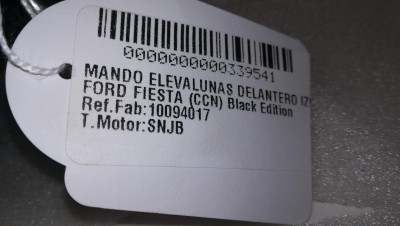 0000000000339541
MANDO ELEVALUNAS DELANTERO
FORD FIESTA (CCN) Black Edition
Ref.Fab:10094017
T.Motor:SNJB